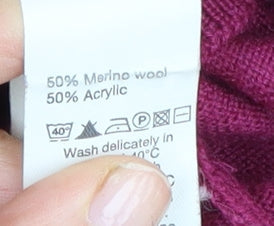 50% Merino wool
50% Acrylic
40°
P
Wash delicately in
40°C